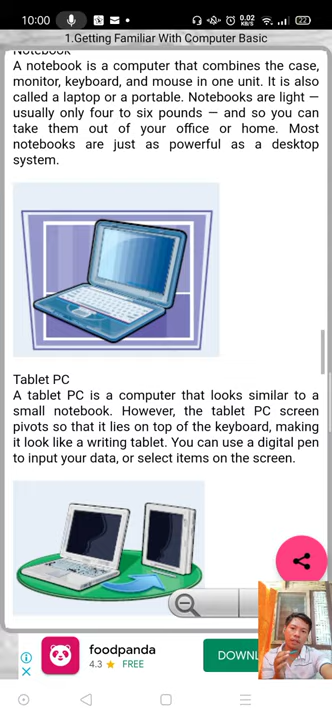 10:00
0.02
KB/S
22
1.Getting Familiar With Computer Basic
Notebook
A notebook is a computer that combines the case,
monitor, keyboard, and mouse in one unit. It is also
called a laptop or a portable. Notebooks are light —
usually only four to six pounds — and so you can
take them out of your office or home. Most
notebooks are just as powerful as a desktop
system.
Tablet PC
A tablet PC is a computer that looks similar to a
small notebook. However, the tablet PC screen
pivots so that it lies on top of the keyboard, making
it look like a writing tablet. You can use a digital pen
to input your data, or select items on the screen.
foodpanda
4.3 ★ FREE
DOWNL